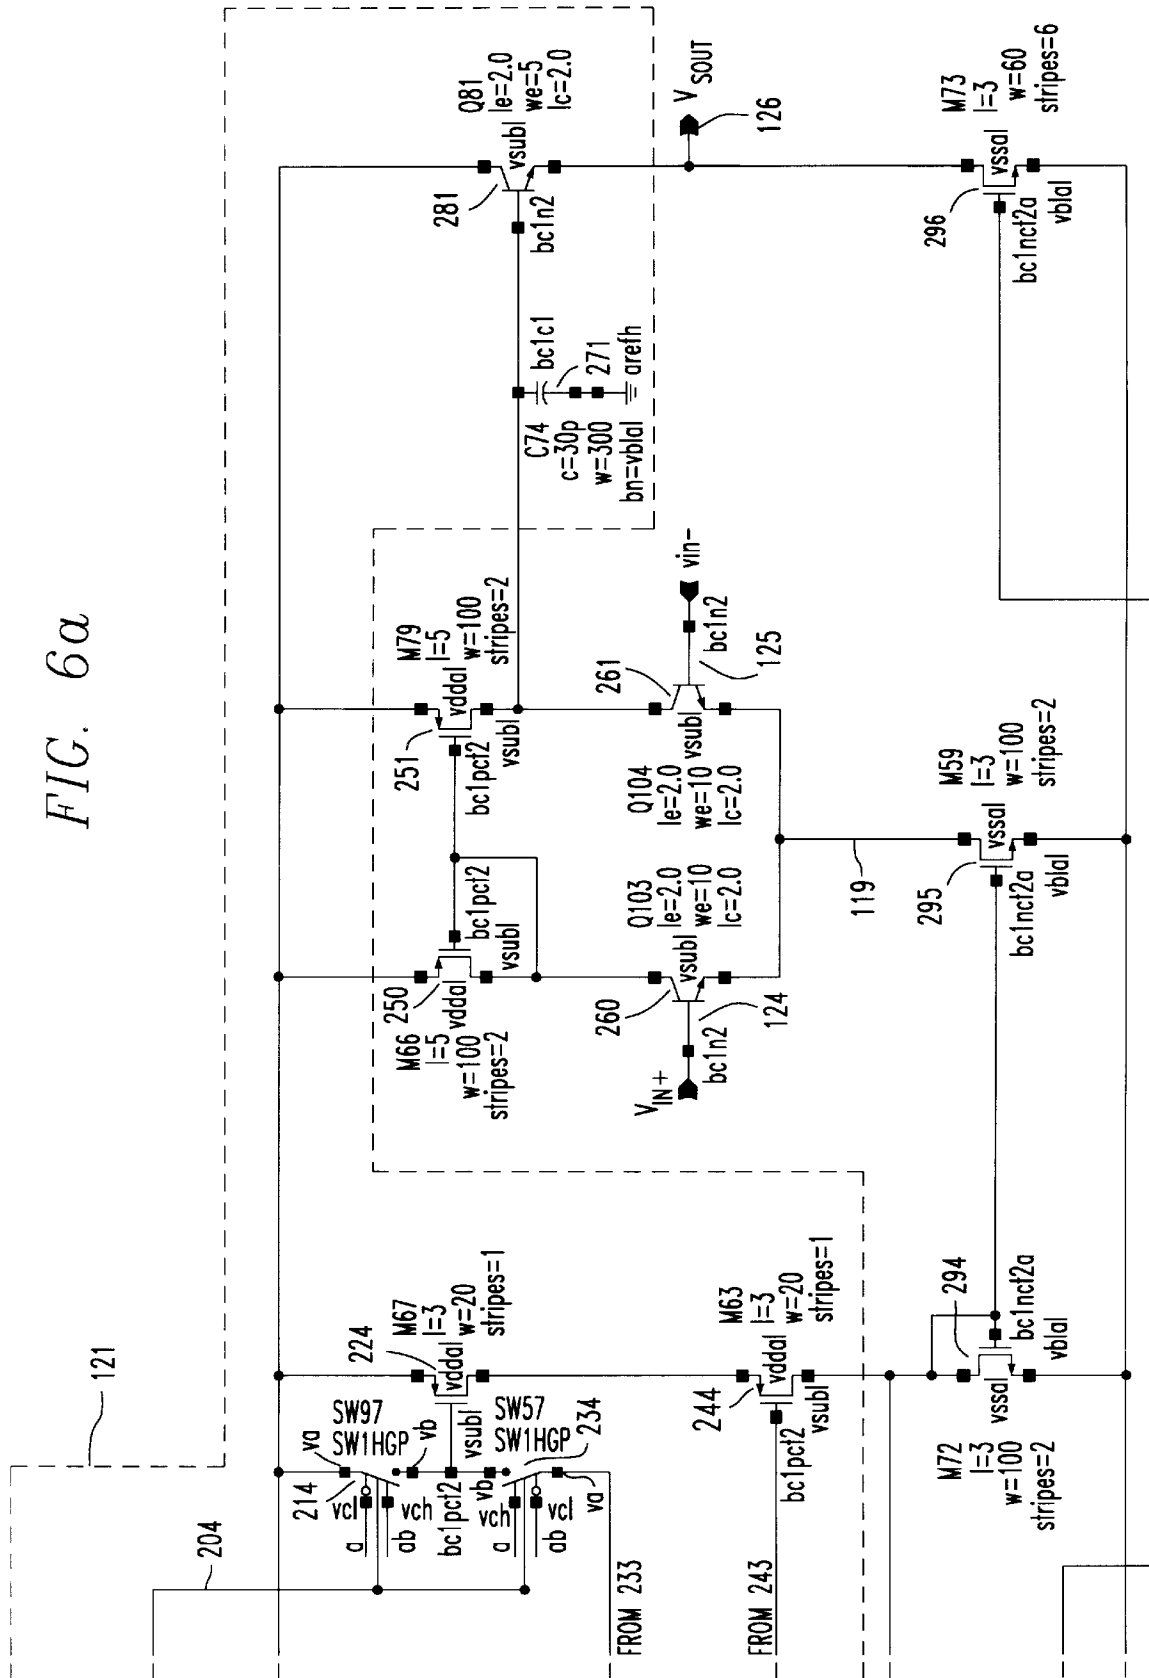 FIG. 6a
121
204
Q81
le=2.0
we=5
lc=2.0
vsubl
281
bc1n2
V SOUT
126
M73
l=3
w=60
stripes=6
vssal
296
bc1nct2a
vblal
bc1c1
271
arefh
C74
c=30p
w=300
bn=vblal
M79
l=5
w=100
stripes=2
vddal
251
bc1pct2
vsubl
bc1pct2
vsubl
250
vddal
M66
l=5
w=100
stripes=2
vin-
bc1n2
125
261
vsubl
Q104
le=2.0
we=10
lc=2.0
Q103
le=2.0
we=10
lc=2.0
vsubl
260
124
bc1n2
VIN+
119
M59
l=3
w=100
stripes=2
vssal
295
bc1nct2a
vblal
M67
l=3
w=20
stripes=1
224
vddal
vsubl
bc1pct2
SW97
SW1HGP
va
vb
214
vcl
vch
a
ab
SW57
SW1HGP
234
vb
va
vch
vcl
a
ab
FROM 233
M63
l=3
w=20
stripes=1
vddal
244
vsubl
bc1pct2
FROM 243
294
bc1nct2a
vblal
vssal
M72
l=3
w=100
stripes=2